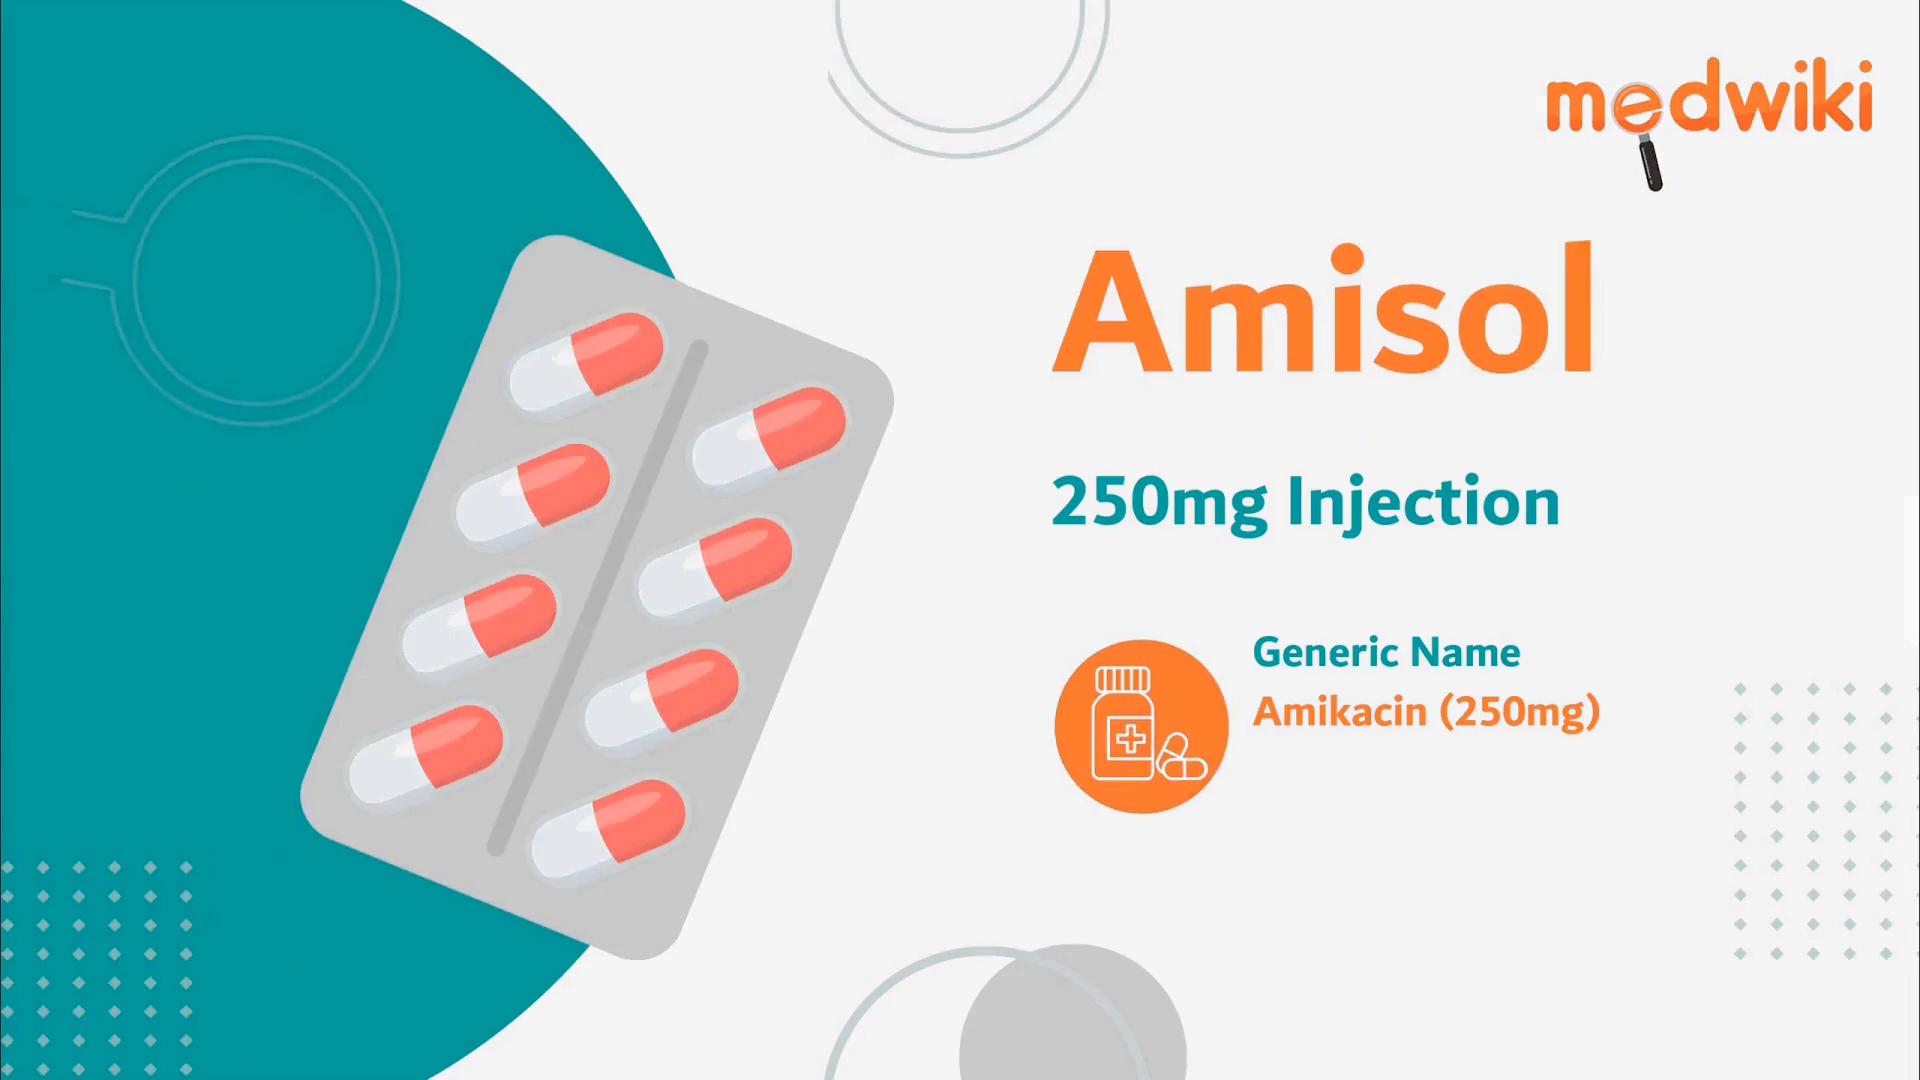 medwiki
Amisol
250mg Injection
Generic Name
Amikacin (250mg)